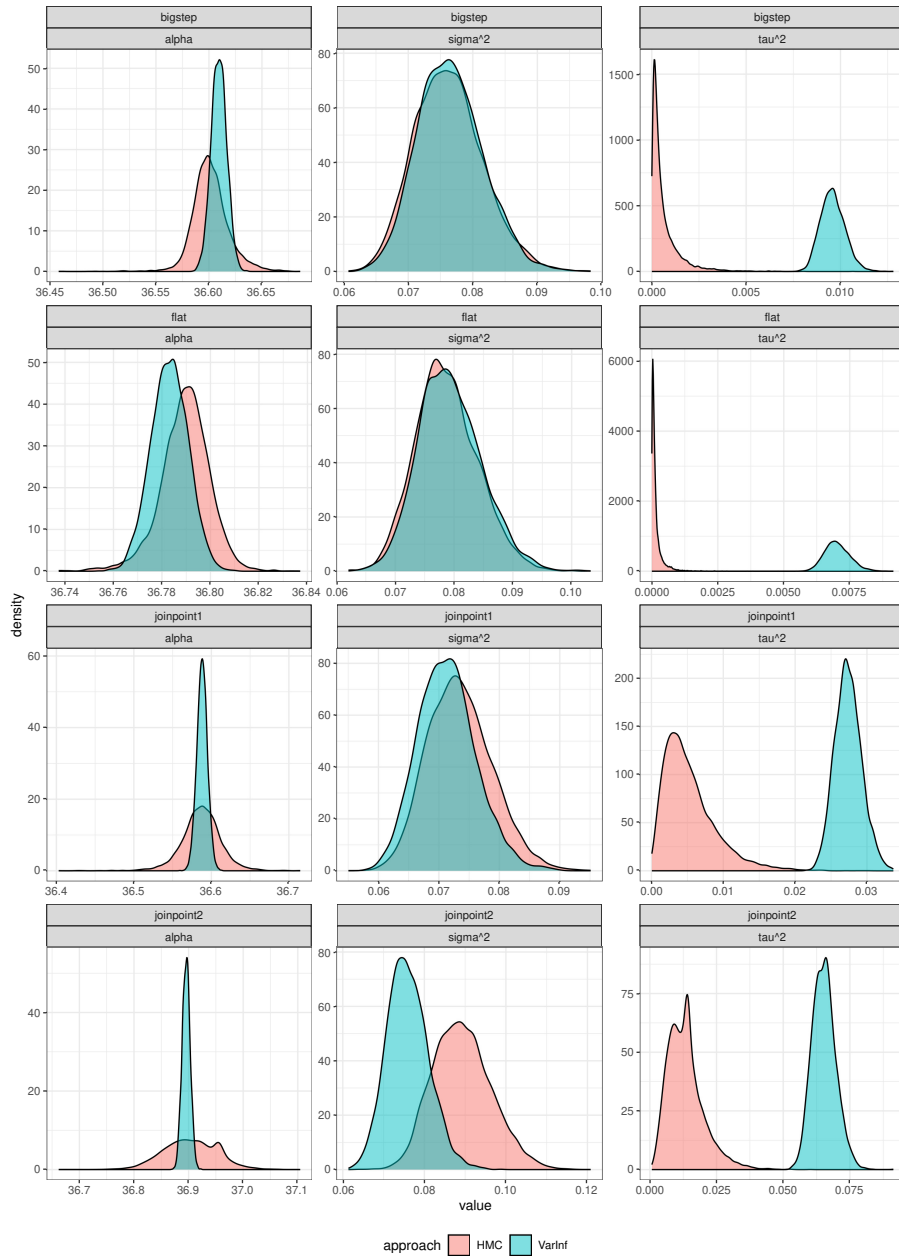 bigstep
bigstep
bigstep
alpha
sigma^2
tau^2
50
40
30
20
10
0
80
60
40
20
0
1500
1000
500
0
36.45 36.50 36.55 36.60 36.65
0.06 0.07 0.08 0.09 0.10
0.000 0.005 0.010
flat
flat
flat
alpha
sigma^2
tau^2
50
40
30
20
10
0
80
60
40
20
0
6000
4000
2000
0
36.74 36.76 36.78 36.80 36.82 36.84
0.06 0.07 0.08 0.09 0.10
0.0000 0.0025 0.0050 0.0075
density
joinpoint1
joinpoint1
joinpoint1
alpha
sigma^2
tau^2
60
40
20
0
80
60
40
20
0
200
150
100
50
0
36.4 36.5 36.6 36.7
0.06 0.07 0.08 0.09
0.00 0.01 0.02 0.03
joinpoint2
joinpoint2
joinpoint2
alpha
sigma^2
tau^2
40
20
0
80
60
40
20
0
75
50
25
0
36.7 36.8 36.9 37.0 37.1
0.06 0.08 0.10 0.12
0.000 0.025 0.050 0.075
value
approach HMC VarInf